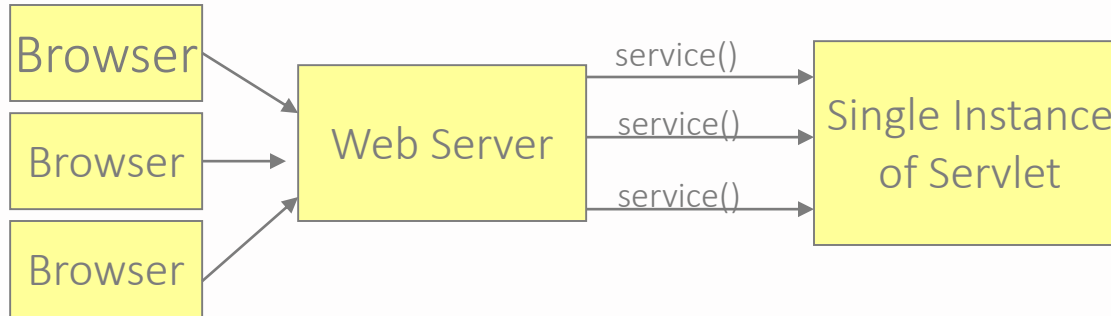 Browser
Browser
Browser
Web Server
service()
service()
service()
Single Instance
of Servlet